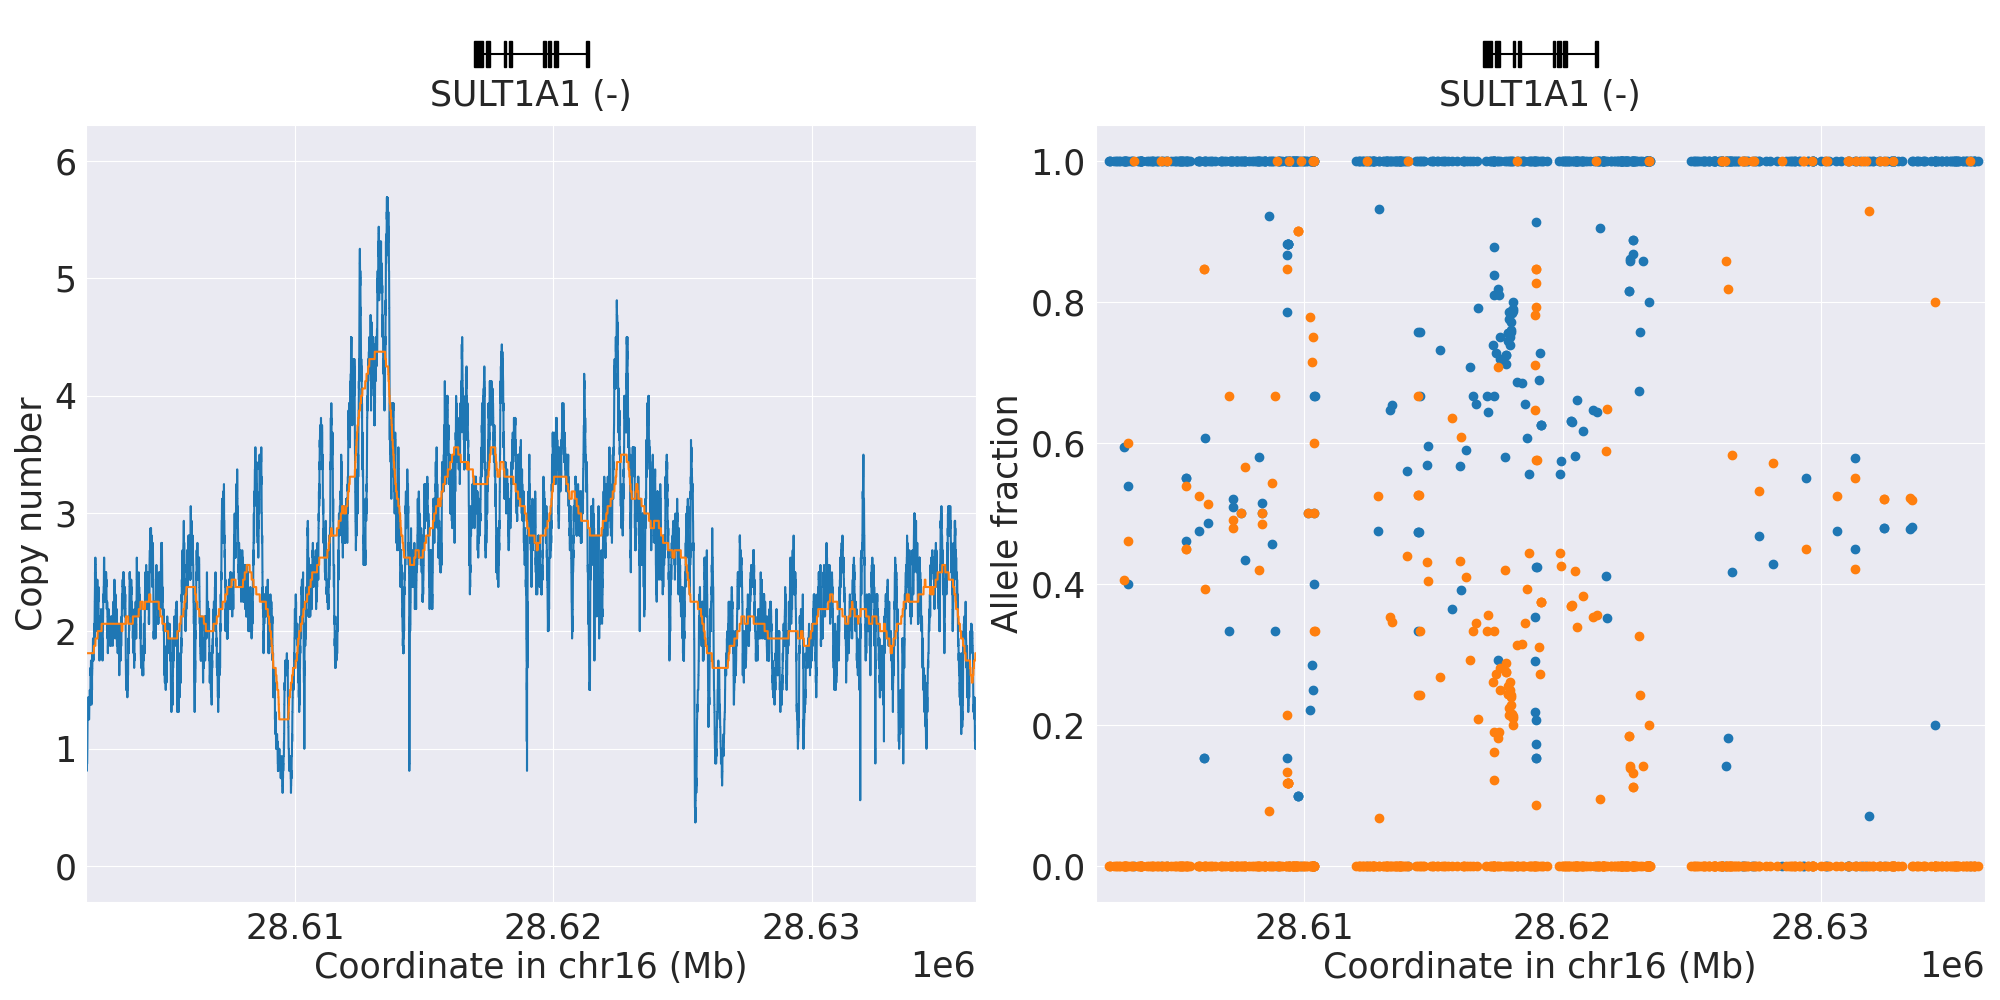 SULT1A1 (-)
6
5
4
3
2
1
0
Copy number
28.61
28.62
28.63
Coordinate in chr16 (Mb)
1e6
SULT1A1 (-)
1.0
0.8
0.6
0.4
0.2
0.0
Allele fraction
28.61
28.62
28.63
Coordinate in chr16 (Mb)
1e6